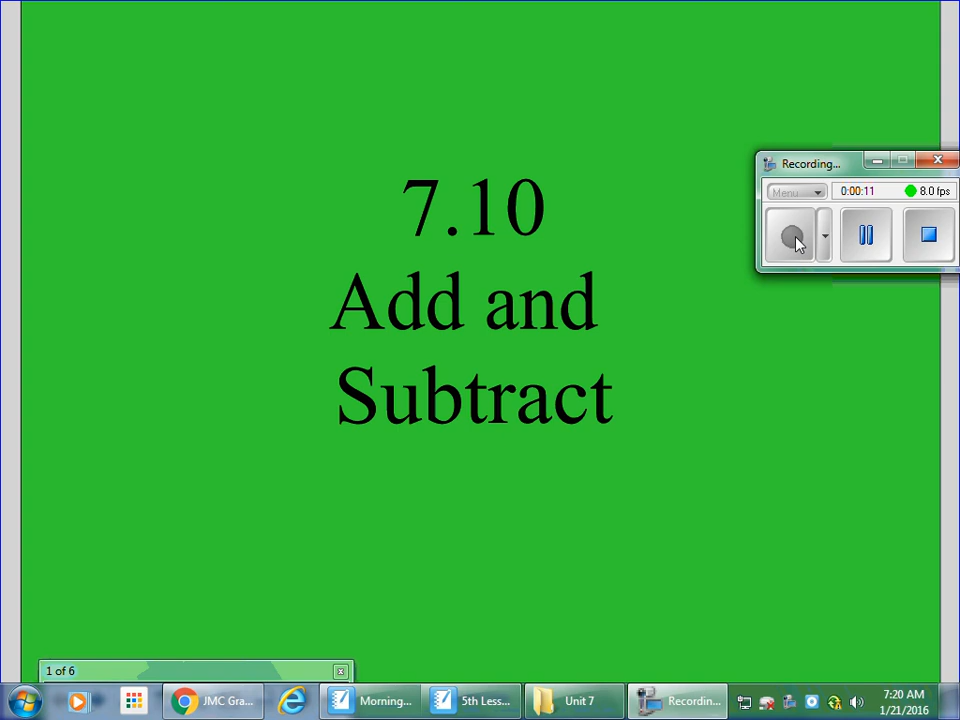 7.10
Add and
Subtract
Recording...
Menu
0:00:11
8.0 fps
1 of 6
JMC Gra...
Morning...
5th Less...
Unit 7
Recordin...
7:20 AM
1/21/2016